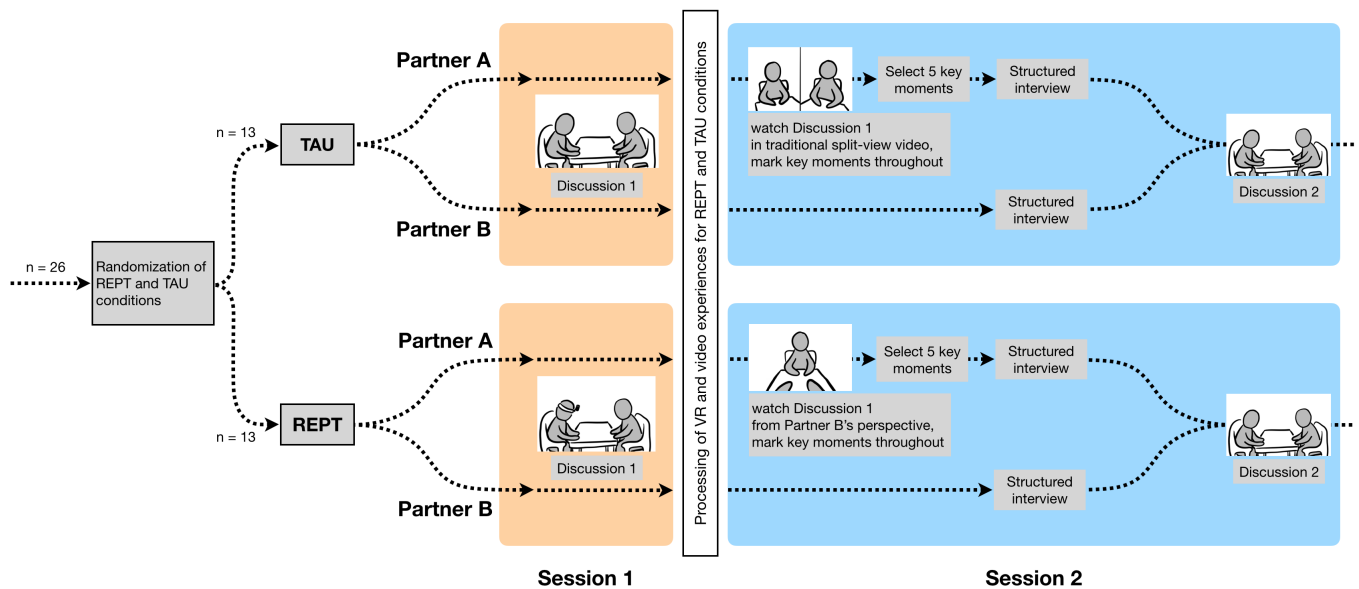 n = 26
Randomization of
REPT and TAU
conditions
n = 13
TAU
n = 13
REPT
Partner A
Partner B
Discussion 1
Partner A
Partner B
Discussion 1
Session 1
Processing of VR and video experiences for REPT and TAU conditions
watch Discussion 1
in traditional split-view video,
mark key moments throughout
Select 5 key
moments
Structured
interview
Structured
interview
Discussion 2
watch Discussion 1
from Partner B’s perspective,
mark key moments throughout
Select 5 key
moments
Structured
interview
Structured
interview
Discussion 2
Session 2